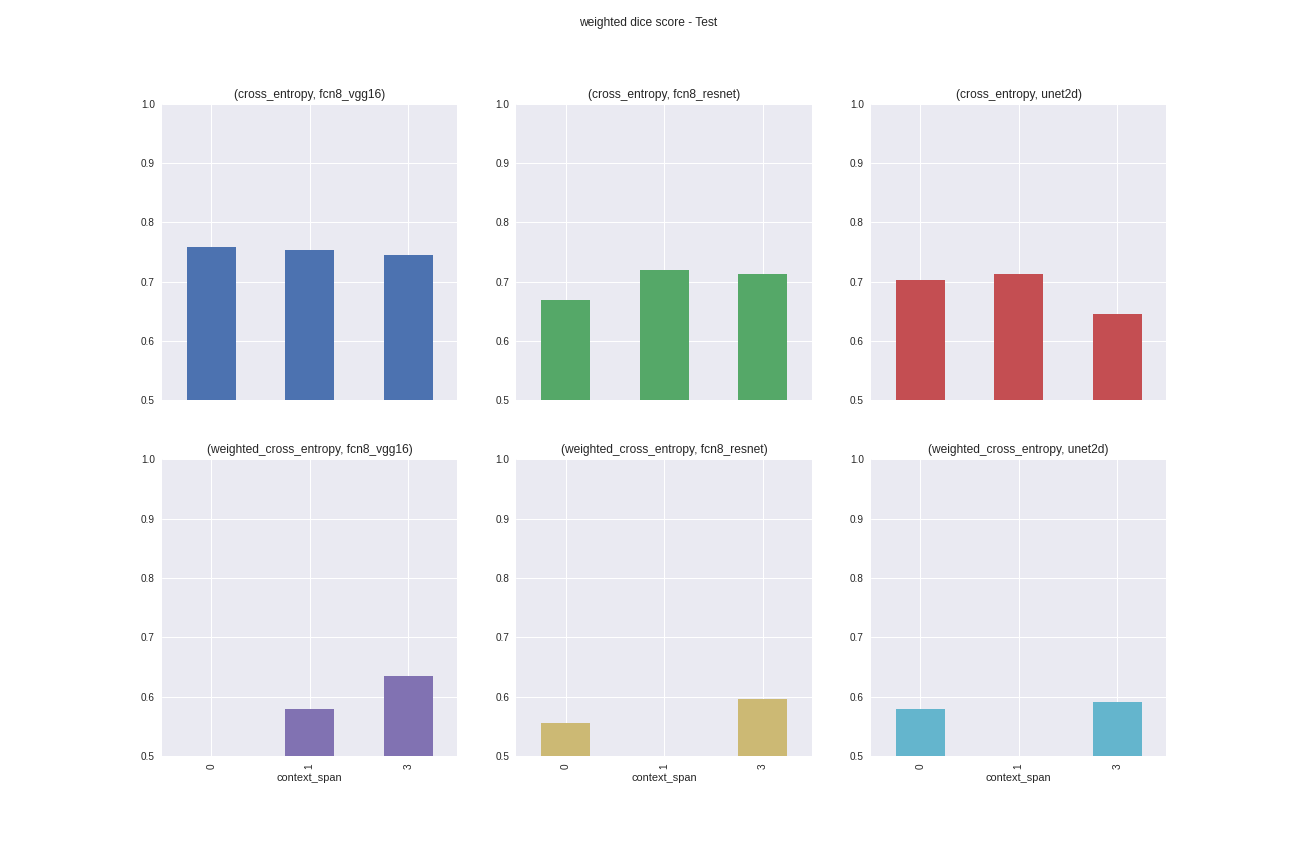 weighted dice score - Test
(cross_entropy, fcn8_vgg16)
1.0
0.9
0.8
0.7
0.6
0.5
(cross_entropy, fcn8_resnet)
1.0
0.9
0.8
0.7
0.6
0.5
(cross_entropy, unet2d)
1.0
0.9
0.8
0.7
0.6
0.5
(weighted_cross_entropy, fcn8_vgg16)
1.0
0.9
0.8
0.7
0.6
0.5
0 1 3
context_span
(weighted_cross_entropy, fcn8_resnet)
1.0
0.9
0.8
0.7
0.6
0.5
0 1 3
context_span
(weighted_cross_entropy, unet2d)
1.0
0.9
0.8
0.7
0.6
0.5
0 1 3
context_span